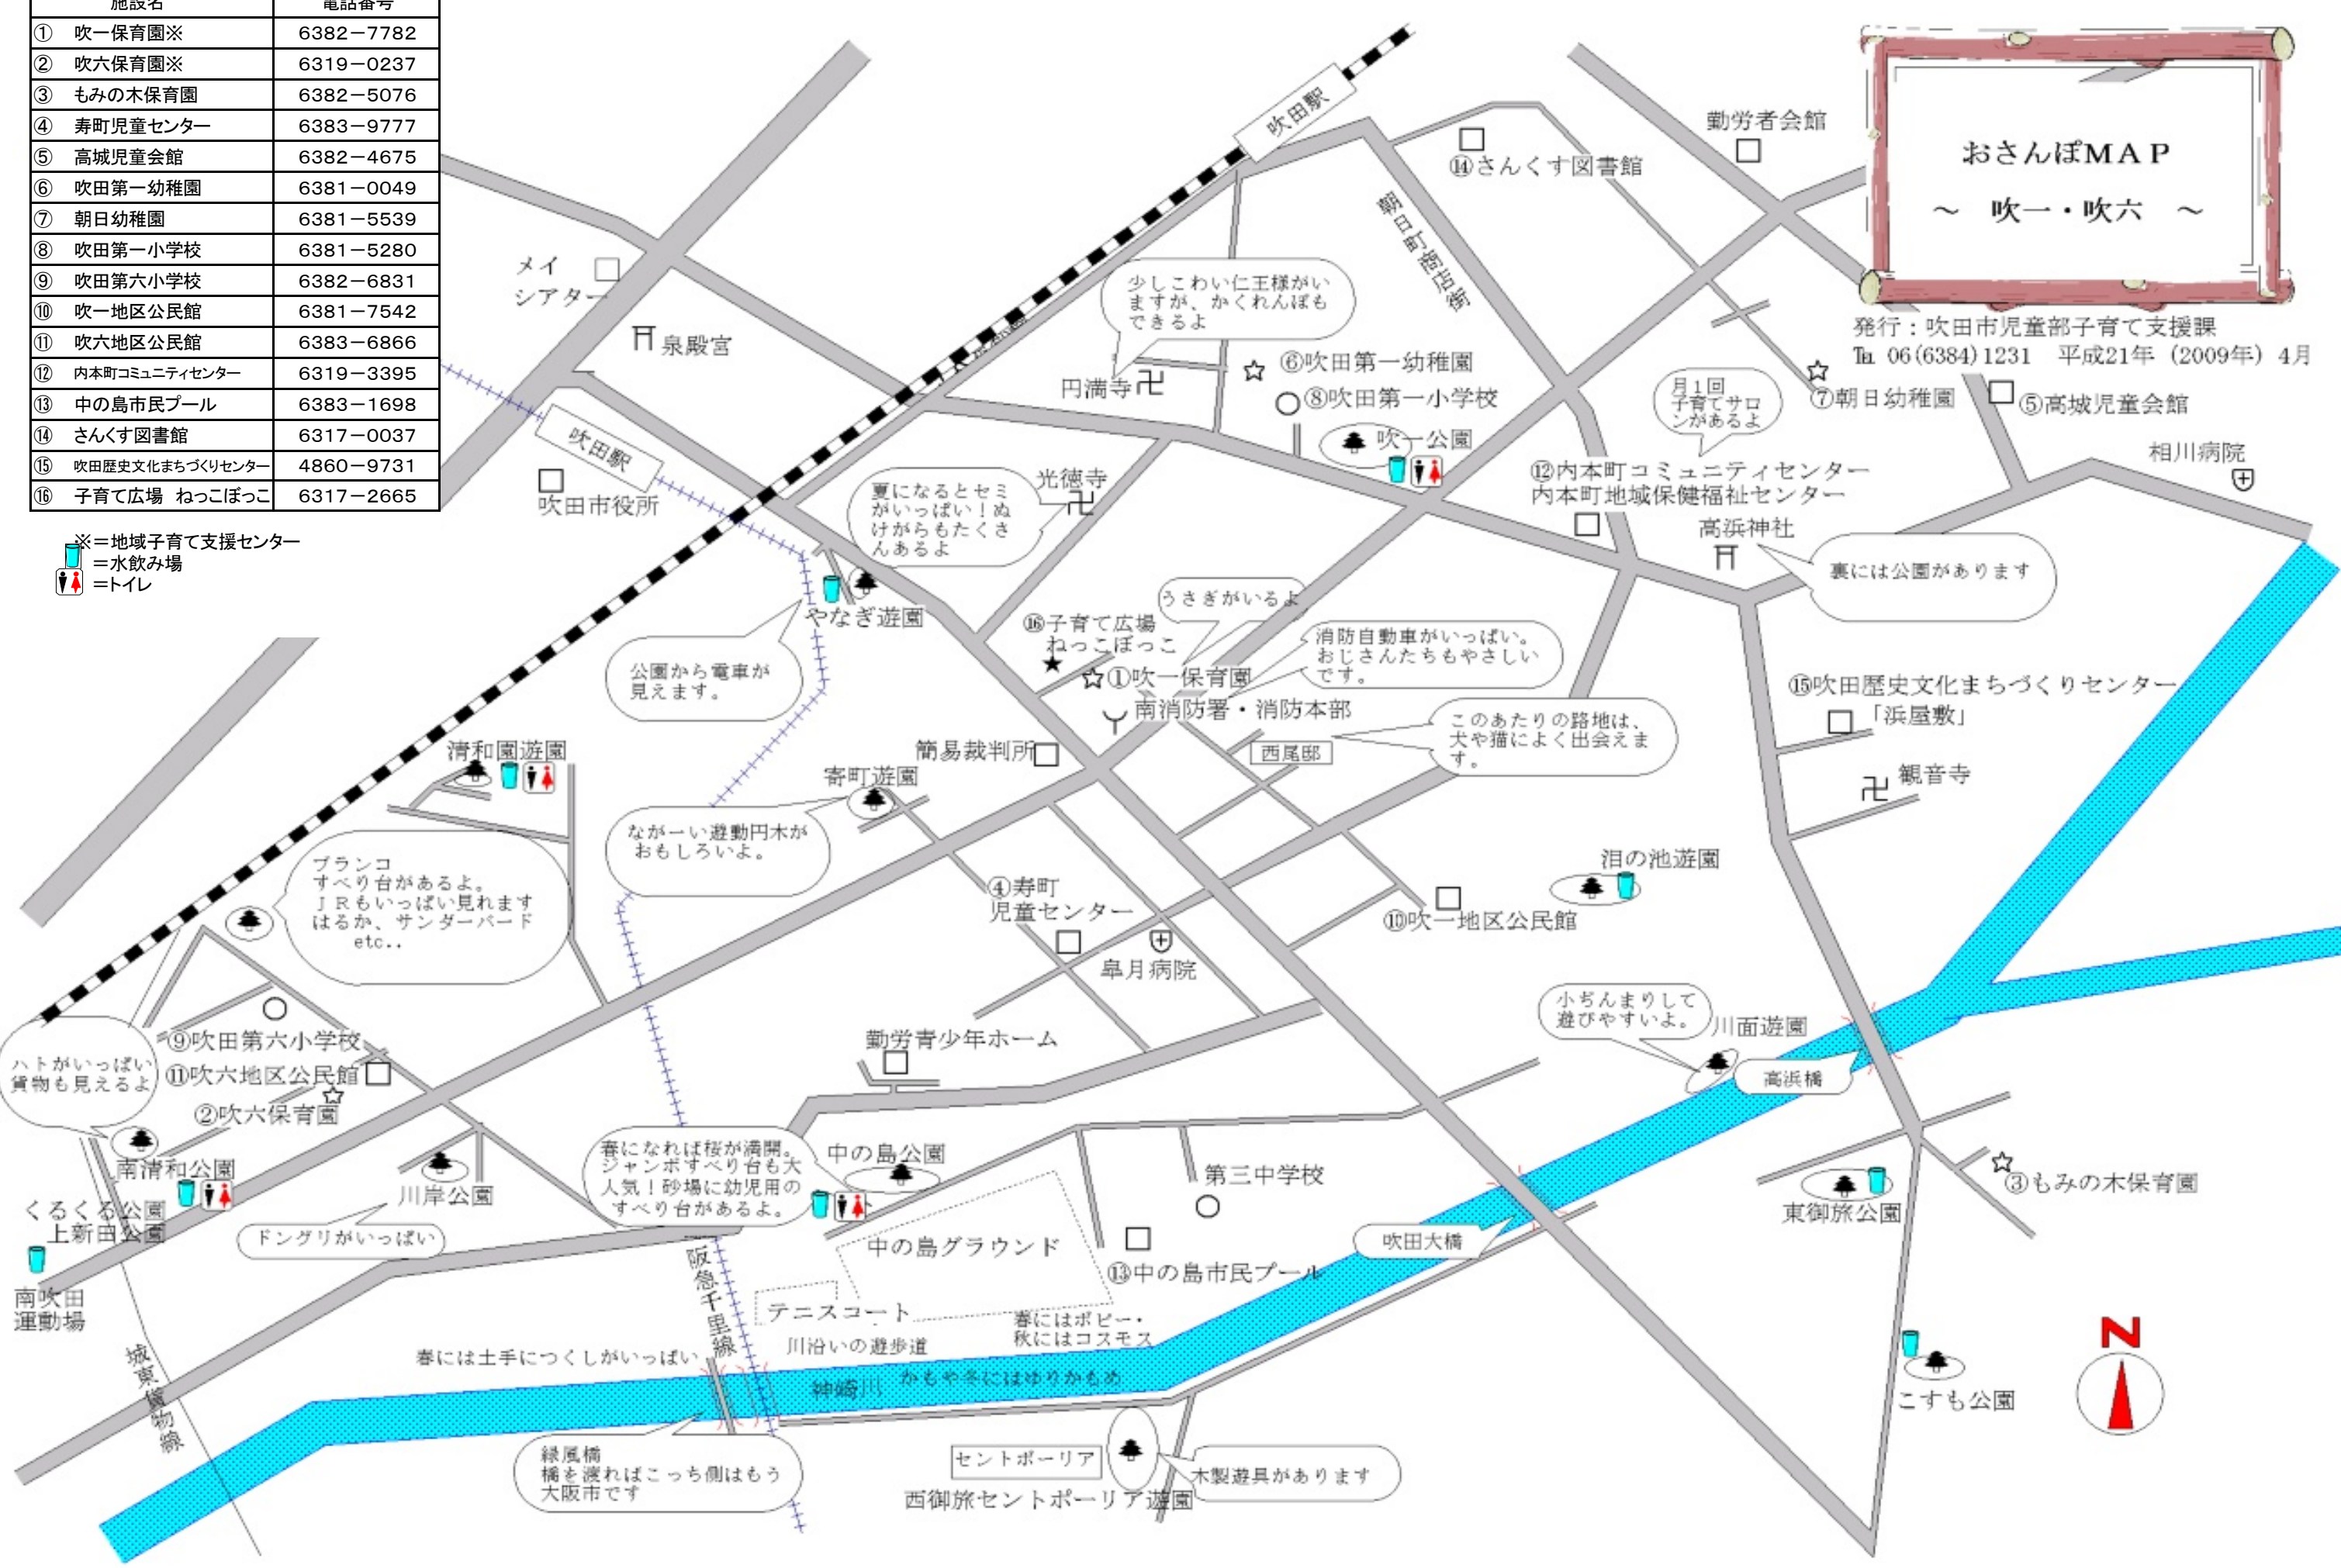 施設名 電話番号
① 吹一保育園※ 6382-7782
② 吹六保育園※ 6319-0237
③ もみの木保育園 6382-5076
④ 寿町児童センター 6383-9777
⑤ 高城児童会館 6382-4675
⑥ 吹田第一幼稚園 6381-0049
⑦ 朝日幼稚園 6381-5539
⑧ 吹田第一小学校 6381-5280
⑨ 吹田第六小学校 6382-6831
⑩ 吹一地区公民館 6381-7542
⑪ 吹六地区公民館 6383-6866
⑫ 内本町コミュニティセンター 6319-3395
⑬ 中の島市民プール 6383-1698
⑭ さんくす図書館 6317-0037
⑮ 吹田歴史文化まちづくりセンター 4860-9731
⑯ 子育て広場 ねっこぼっこ 6317-2665
※=地域子育て支援センター
=水飲み場
=トイレ
おさんぽMAP
~ 吹一・吹六 ~
発行:吹田市児童部子育て支援課
℡ 06(6384)1231 平成21年 (2009年) 4月
吹田駅
勤労者会館
⑭さんくす図書館
朝日町商店街
メイ
シアター
泉殿宮
少しこわい仁王様がい
ますが、かくれんぼも
できるよ
円満寺
⑥吹田第一幼稚園
⑧吹田第一小学校
吹一公園
月1回
子育てサロ
ンがあるよ
⑦朝日幼稚園
⑤高城児童会館
相川病院
吹田駅
吹田市役所
夏になるとセミ
がいっぱい!ぬ
けがらもたくさ
んあるよ
光徳寺
⑫内本町コミュニティセンター
内本町地域保健福祉センター
高浜神社
裏には公園があります
やなぎ遊園
公園から電車が
見えます。
うさぎがいるよ
⑯子育て広場
ねっこぼっこ
①吹一保育園
消防自動車がいっぱい。
おじさんたちもやさしい
です。
南消防署・消防本部
このあたりの路地は、
犬や猫によく出会えま
す。
西尾邸
⑮吹田歴史文化まちづくりセンター
「浜屋敷」
観音寺
清和園遊園
簡易裁判所
寄町遊園
ながーい遊動円木が
おもしろいよ。
ブランコ
すべり台があるよ。
JRもいっぱい見れます
はるか、サンダーバード
etc..
泪の池遊園
④寿町
児童センター
⑩吹一地区公民館
皐月病院
小ぢんまりして
遊びやすいよ。
川面遊園
高浜橋
勤労青少年ホーム
⑨吹田第六小学校
⑪吹六地区公民館
②吹六保育園
ハトがいっぱい
貨物も見えるよ
南清和公園
くるくる公園
上新田公園
南吹田
運動場
川岸公園
ドングリがいっぱい
春になれば桜が満開。
ジャンボすべり台も大
人気!砂場に幼児用の
すべり台があるよ。
中の島公園
第三中学校
中の島グラウンド
⑬中の島市民プール
テニスコート
吹田大橋
東御旅公園
③もみの木保育園
阪急千里線
春にはポピー・
秋にはコスモス
川沿いの遊歩道
春には土手につくしがいっぱい
神崎川
かもや冬にはゆりかもめ
城東貨物線
緑風橋
橋を渡ればこっち側はもう
大阪市です
セントポーリア
木製遊具があります
西御旅セントポーリア遊園
こすも公園
N